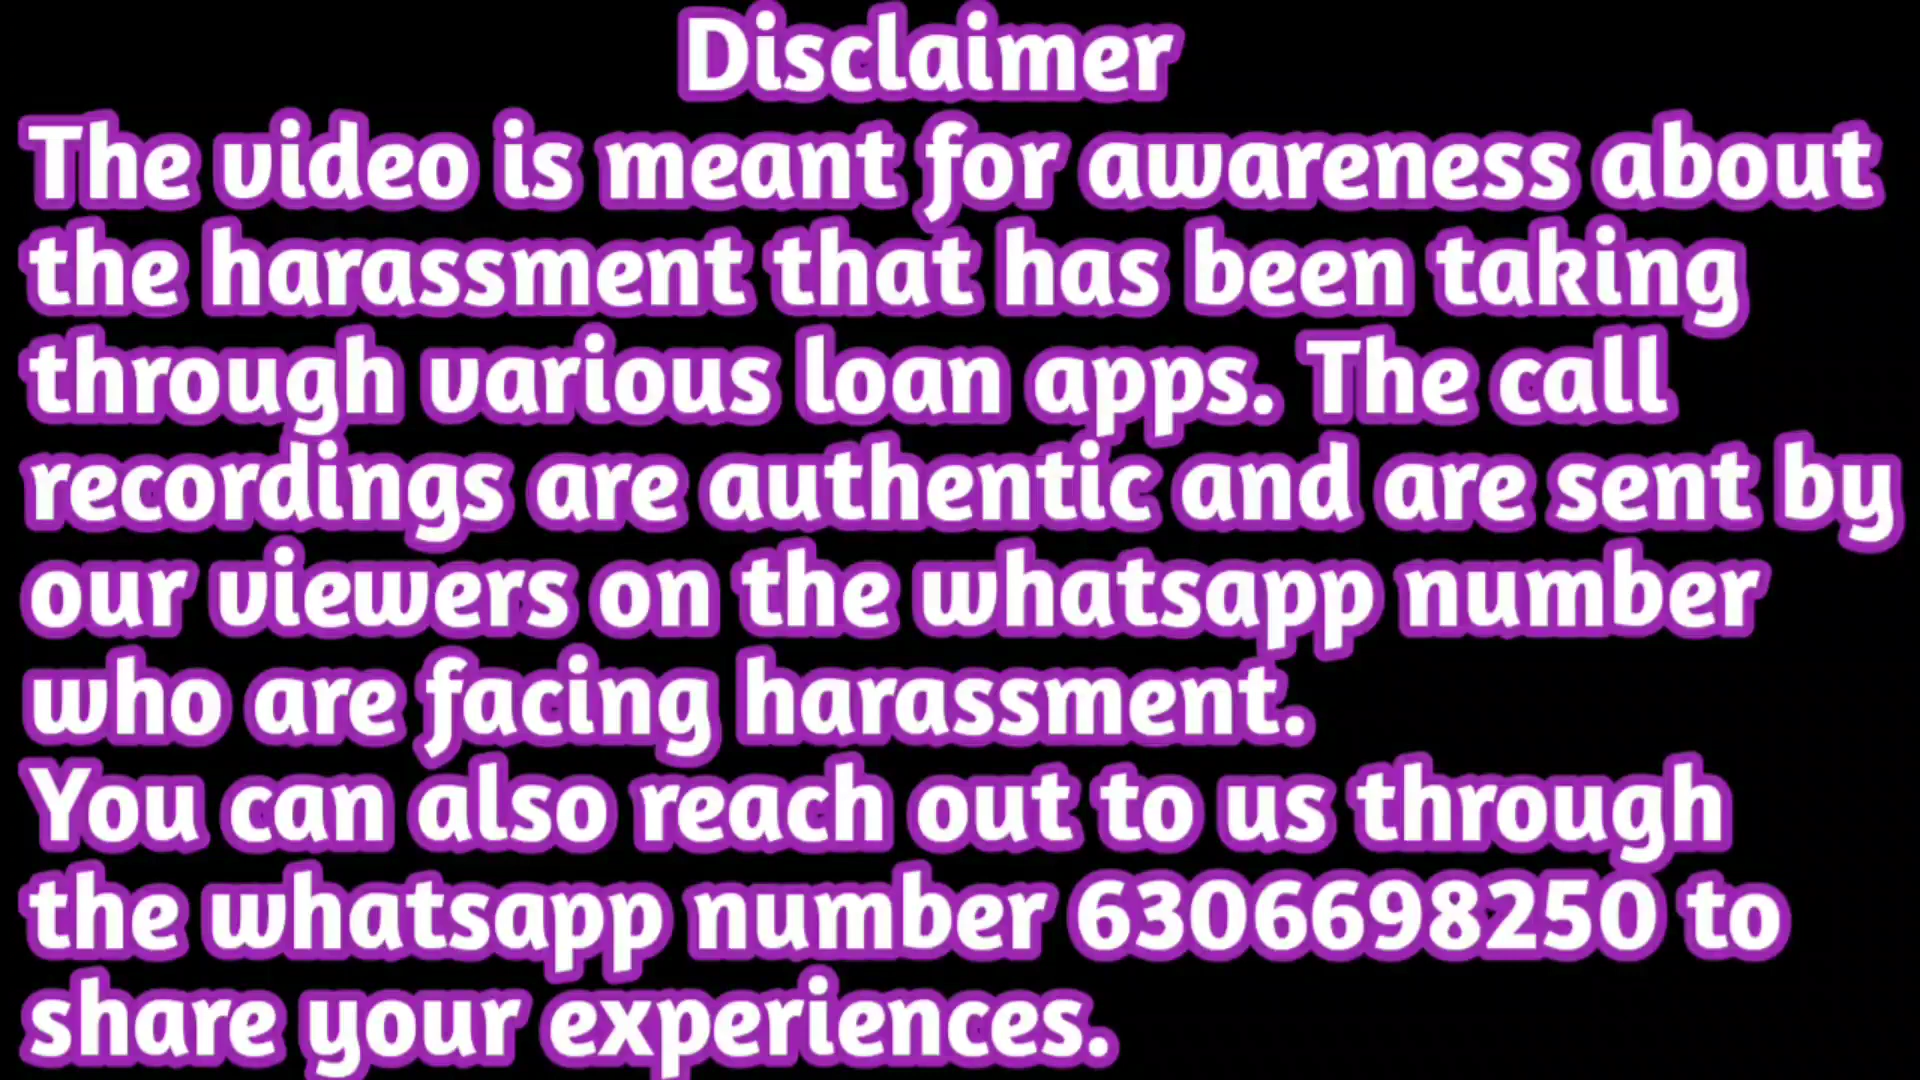 Disclaimer
The video is meant for awareness about
the harassment that has been taking
through various loan apps. The call
recordings are authentic and are sent by
our viewers on the whatsapp number
who are facing harassment.
You can also reach out to us through
the whatsapp number 6306698250 to
share your experiences.